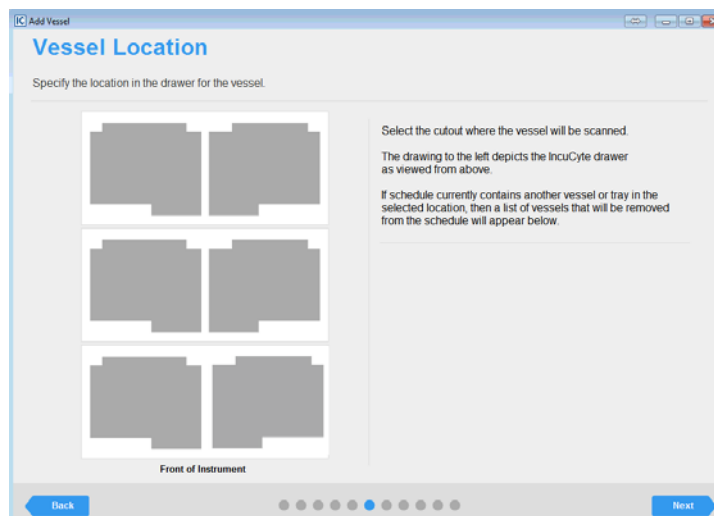 IC Add Vessel
Vessel Location
Specify the location in the drawer for the vessel.
Select the cutout where the vessel will be scanned.
The drawing to the left depicts the IncuCyte drawer
as viewed from above.
If schedule currently contains another vessel or tray in the
selected location, then a list of vessels that will be removed
from the schedule will appear below.
Front of Instrument
Back
Next